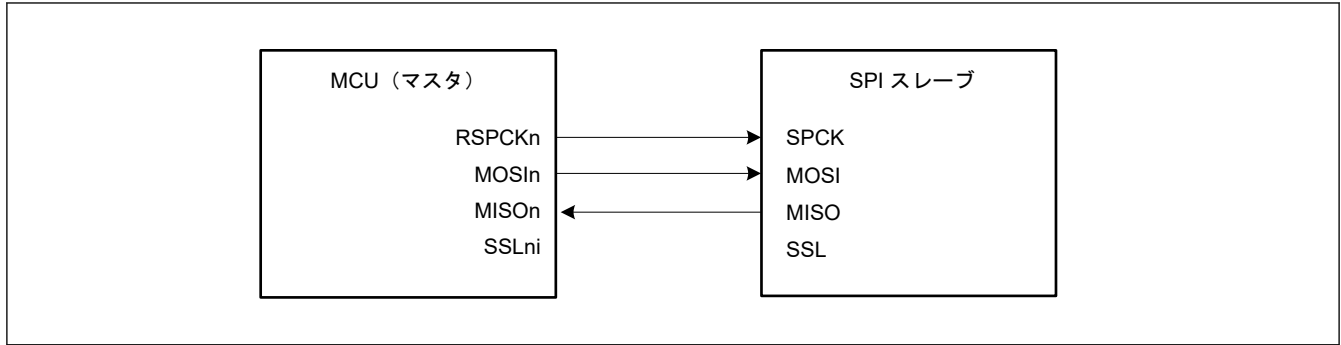 MCU（マスタ）
RSPCKn
MOSIn
MISOn
SSLni
SPI スレーブ
SPCK
MOSI
MISO
SSL